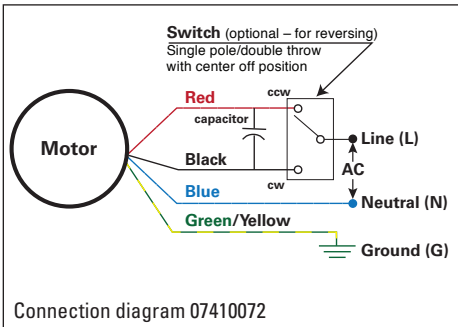 Switch (optional – for reversing)
Single pole/double throw
with center off position
Red
ccw
capacitor
Motor
Line (L)
Black
AC
cw
Blue
Neutral (N)
Green/Yellow
Ground (G)
Connection diagram 07410072